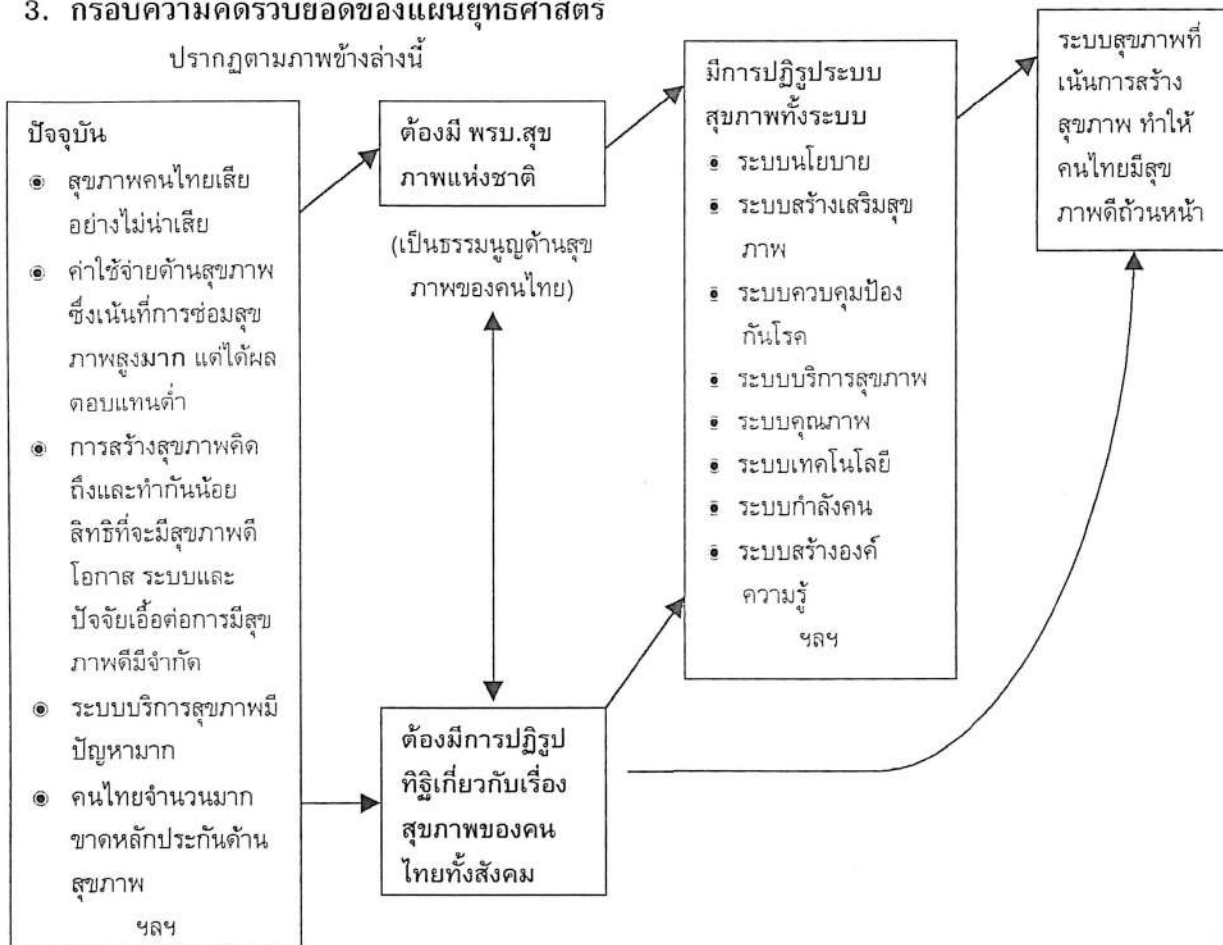 3. กรอบความคิดรวบยอดของแผนยุทธศาสตร์
ปรากฏตามภาพข้างล่างนี้
ปัจจุบัน
สุขภาพคนไทยเสีย
อย่างไม่น่าเสีย
ค่าใช้จ่ายด้านสุขภาพ
ซึ่งเน้นที่การซ่อมสุข
ภาพสูงมาก แต่ได้ผล
ตอบแทนต่ำ
การสร้างสุขภาพคิด
ถึงและทำกันน้อย
สิทธิที่จะมีสุขภาพดี
โอกาส ระบบและ
ปัจจัยเอื้อต่อการมีสุข
ภาพดีมีจำกัด
ระบบบริการสุขภาพมี
ปัญหามาก
คนไทยจำนวนมาก
ขาดหลักประกันด้าน
สุขภาพ
ฯลฯ
ต้องมี พรบ.สุข
ภาพแห่งชาติ
(เป็นธรรมนูญด้านสุข
ภาพของคนไทย)
ต้องมีการปฏิรูป
ทิฐิเกี่ยวกับเรื่อง
สุขภาพของคน
ไทยทั้งสังคม
มีการปฏิรูประบบ
สุขภาพทั้งระบบ
ระบบนโยบาย
ระบบสร้างเสริมสุข
ภาพ
ระบบควบคุมป้อง
กันโรค
ระบบบริการสุขภาพ
ระบบคุณภาพ
ระบบเทคโนโลยี
ระบบกำลังคน
ระบบสร้างองค์
ความรู้
ฯลฯ
ระบบสุขภาพที่
เน้นการสร้าง
สุขภาพ ทำให้
คนไทยมีสุข
ภาพดีถ้วนหน้า